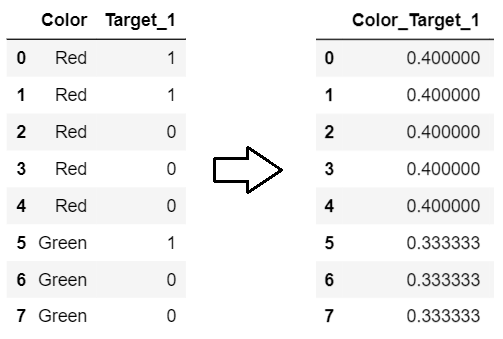 Color Target_1 Color_Target_1
0 Red 1 0 0.400000
1 Red 1 1 0.400000
2 Red 0 2 0.400000
3 Red 0 3 0.400000
4 Red 0 4 0.400000
5 Green 1 5 0.333333
6 Green 0 6 0.333333
7 Green 0 7 0.333333